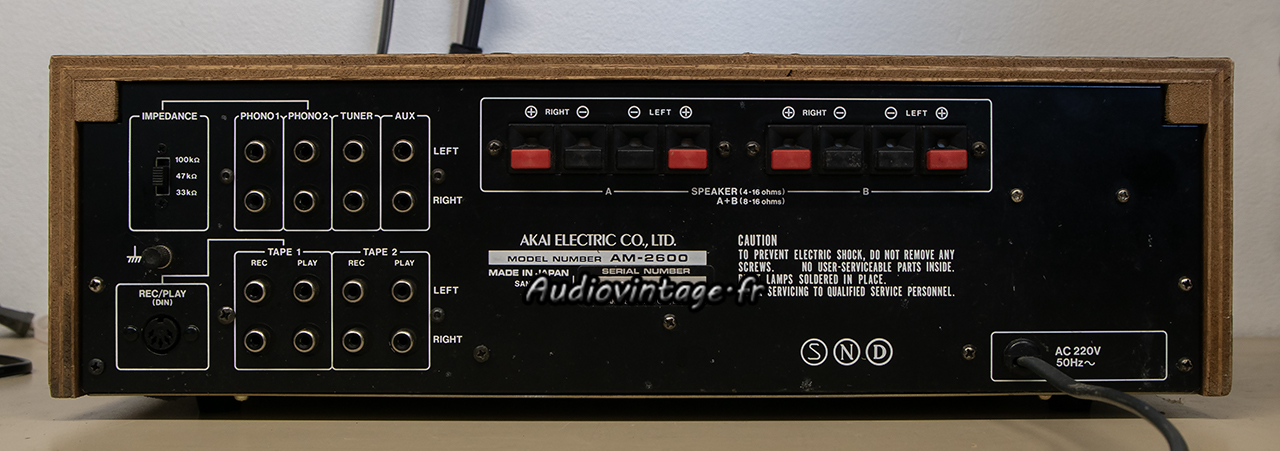 IMPEDANCE
100kΩ
47kΩ
33kΩ
PHONO 1 PHONO 2 TUNER AUX
LEFT
RIGHT
TAPE 1 TAPE 2
REC PLAY REC PLAY
LEFT
RIGHT
REC/PLAY
(DIN)
⊕ RIGHT ⊖ ⊖ LEFT ⊕ ⊕ RIGHT ⊖ ⊖ LEFT ⊕
A SPEAKER (4-16 ohms) B
A+B (8-16 ohms)
AKAI ELECTRIC CO., LTD.
MODEL NUMBER AM-2600
MADE IN JAPAN SERIAL NUMBER
Audiovintage.fr
CAUTION
TO PREVENT ELECTRIC SHOCK, DO NOT REMOVE ANY
SCREWS. NO USER-SERVICEABLE PARTS INSIDE.
LAMPS SOLDERED IN PLACE.
SERVICING TO QUALIFIED SERVICE PERSONNEL.
S N D
AC 220V
50Hz～